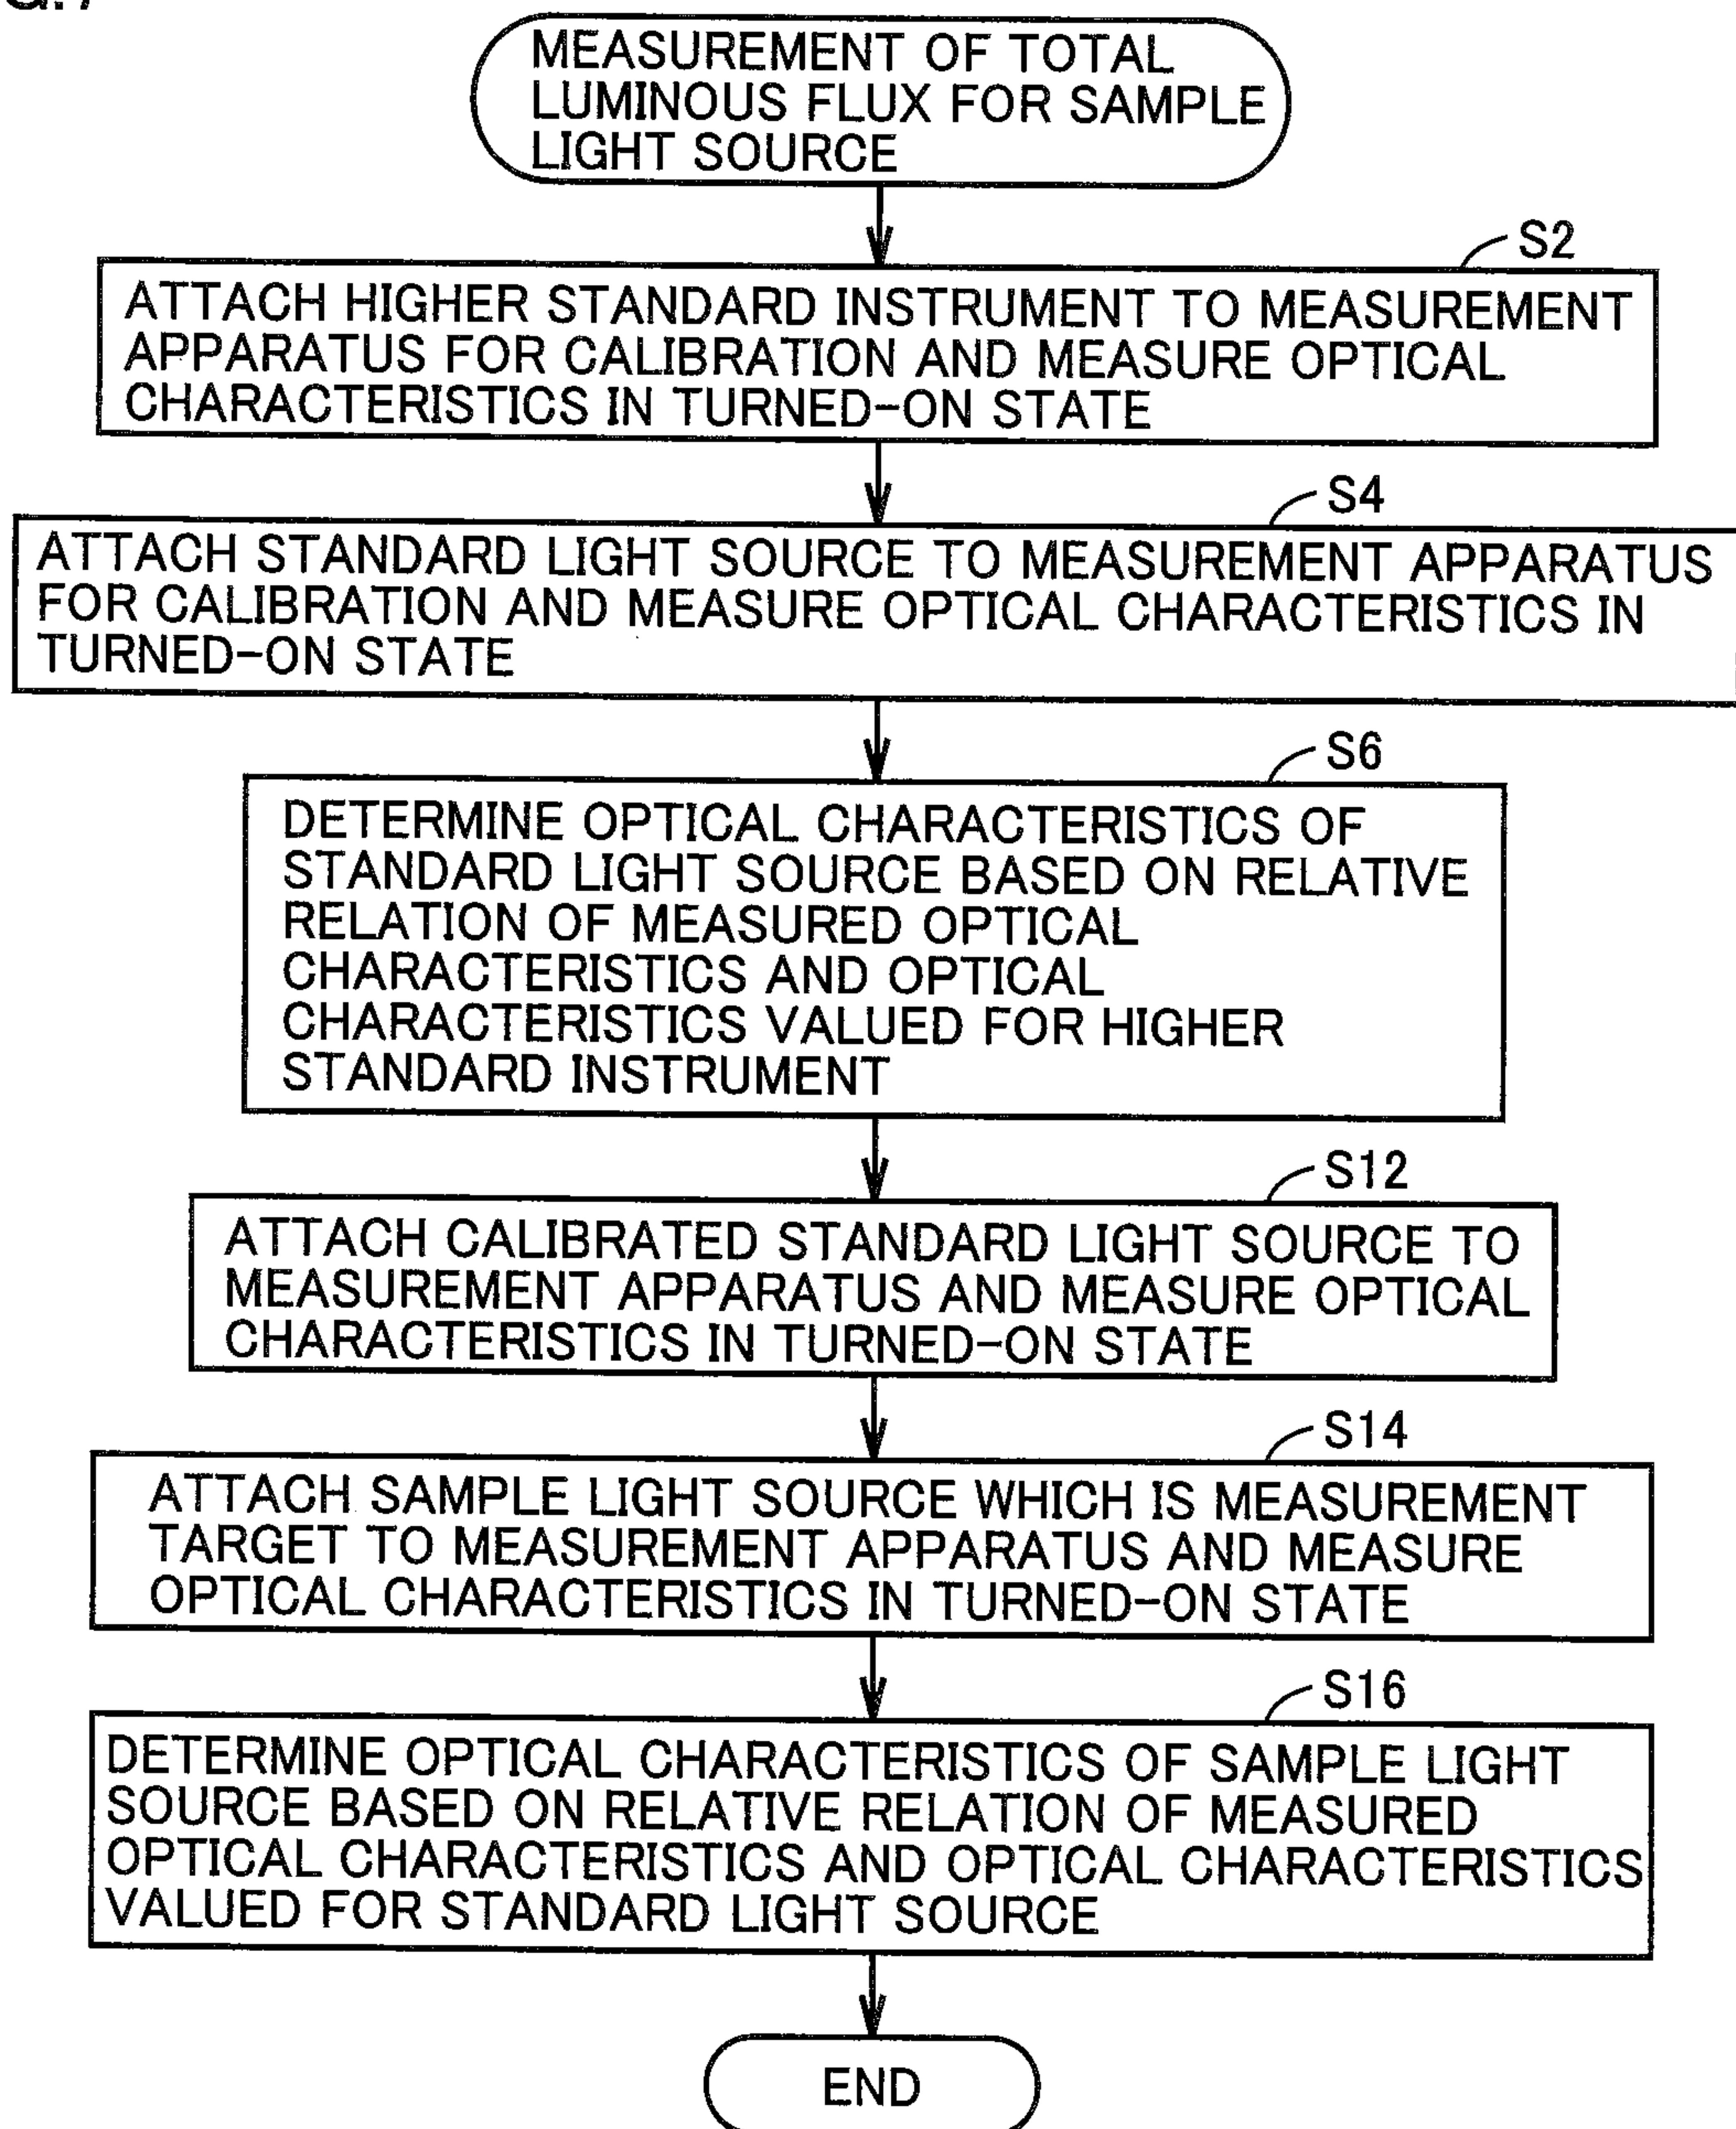 MEASUREMENT OF TOTAL
LUMINOUS FLUX FOR SAMPLE
LIGHT SOURCE
S2
ATTACH HIGHER STANDARD INSTRUMENT TO MEASUREMENT
APPARATUS FOR CALIBRATION AND MEASURE OPTICAL
CHARACTERISTICS IN TURNED-ON STATE
S4
ATTACH STANDARD LIGHT SOURCE TO MEASUREMENT APPARATUS
FOR CALIBRATION AND MEASURE OPTICAL CHARACTERISTICS IN
TURNED-ON STATE
S6
DETERMINE OPTICAL CHARACTERISTICS OF
STANDARD LIGHT SOURCE BASED ON RELATIVE
RELATION OF MEASURED OPTICAL
CHARACTERISTICS AND OPTICAL
CHARACTERISTICS VALUED FOR HIGHER
STANDARD INSTRUMENT
S12
ATTACH CALIBRATED STANDARD LIGHT SOURCE TO
MEASUREMENT APPARATUS AND MEASURE OPTICAL
CHARACTERISTICS IN TURNED-ON STATE
S14
ATTACH SAMPLE LIGHT SOURCE WHICH IS MEASUREMENT
TARGET TO MEASUREMENT APPARATUS AND MEASURE
OPTICAL CHARACTERISTICS IN TURNED-ON STATE
S16
DETERMINE OPTICAL CHARACTERISTICS OF SAMPLE LIGHT
SOURCE BASED ON RELATIVE RELATION OF MEASURED
OPTICAL CHARACTERISTICS AND OPTICAL CHARACTERISTICS
VALUED FOR STANDARD LIGHT SOURCE
END